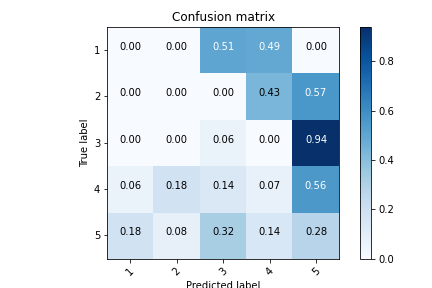 Confusion matrix
1 0.00 0.00 0.51 0.49 0.00
2 0.00 0.00 0.00 0.43 0.57
3 0.00 0.00 0.06 0.00 0.94
4 0.06 0.18 0.14 0.07 0.56
5 0.18 0.08 0.32 0.14 0.28
1 2 3 4 5
True label
Predicted label
0.8
0.6
0.4
0.2
0.0